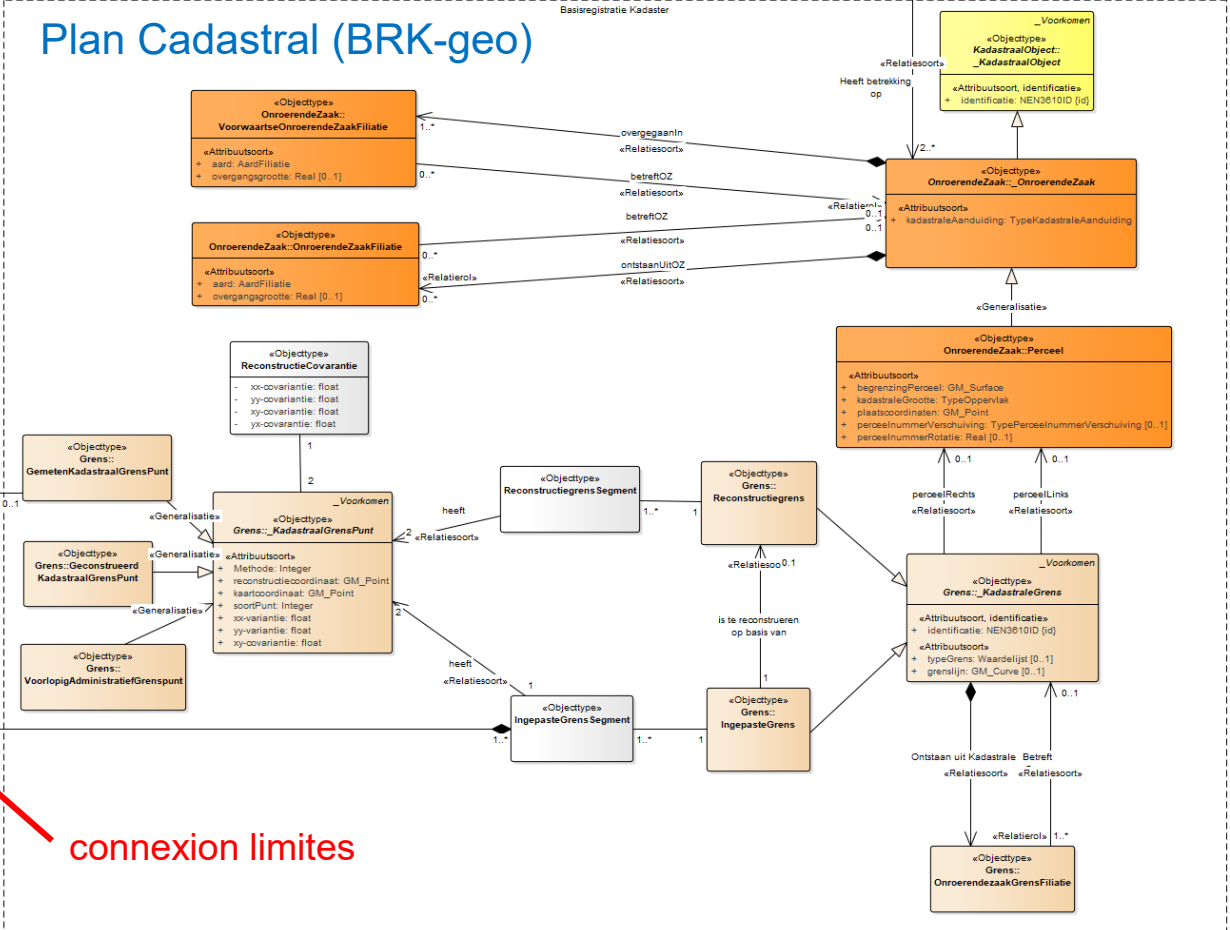 Basisregistratie Kadaster
Plan Cadastral (BRK-geo)
_Voorkomen
«Objecttype»
KadastraalObject::
_KadastraalObject
«Attribuutsoort, identificatie»
+ identificatie: NEN3610ID {id}
«Relatiesoort»
Heeft betrekking
op
2..*
«Objecttype»
OnroerendeZaak::
VoorwaartseOnroerendeZaakFiliatie
«Attribuutsoort»
+ aard: AardFiliatie
+ overgangsgrootte: Real [0..1]
1..*
overgegaanIn
«Relatiesoort»
0..*
betreftOZ
«Relatiesoort»
«Objecttype»
OnroerendeZaak::_OnroerendeZaak
«Attribuutsoort»
+ kadastraleAanduiding: TypeKadastraleAanduiding
0..1
0..1
betreftOZ
«Relatiesoort»
«Objecttype»
OnroerendeZaak::OnroerendeZaakFiliatie
«Attribuutsoort»
+ aard: AardFiliatie
+ overgangsgrootte: Real [0..1]
0..*
«Relatierol»
0..*
ontstaanUitOZ
«Relatiesoort»
«Generalisatie»
«Objecttype»
OnroerendeZaak::Perceel
«Attribuutsoort»
+ begrenzingPerceel: GM_Surface
+ kadastraleGrootte: TypeOppervlak
+ plaatscoordinaten: GM_Point
+ perceelnummerVerschuiving: TypePerceelnummerVerschuiving [0..1]
+ perceelnummerRotatie: Real [0..1]
«Objecttype»
ReconstructieCovarantie
- xx-covariantie: float
- yy-covariantie: float
- xy-covariantie: float
- yx-covariantie: float
1
2
«Objecttype»
Grens::
GemetenKadastraalGrensPunt
0..1
«Generalisatie»
_Voorkomen
«Objecttype»
Grens::_KadastraalGrensPunt
«Attribuutsoort»
+ Methode: Integer
+ reconstructiecoordinaat: GM_Point
+ kaartcoordinaat: GM_Point
+ soortPunt: Integer
+ xx-variantie: float
+ yy-variantie: float
+ xy-covariantie: float
«Objecttype»
Grens::Geconstrueerd
KadastraalGrensPunt
«Generalisatie»
«Generalisatie»
«Objecttype»
Grens::
VoorlopigAdministratiefGrenspunt
heeft
2
«Relatiesoort»
«Objecttype»
ReconstructiegrensSegment
1..*
1
«Objecttype»
Grens::
Reconstructiegrens
0..1
perceelRechts
«Relatiesoort»
0..1
perceelLinks
«Relatiesoort»
0..1
is te reconstrueren
op basis van
1
_Voorkomen
«Objecttype»
Grens::_KadastraleGrens
«Attribuutsoort, identificatie»
+ identificatie: NEN3610ID {id}
«Attribuutsoort»
+ typeGrens: Waardelijst [0..1]
+ grenslijn: GM_Curve [0..1]
2
heeft
«Relatiesoort»
1
«Objecttype»
IngepasteGrensSegment
1..*
1..*
1
«Objecttype»
Grens::
IngepasteGrens
0..1
Ontstaan uit Kadastrale
«Relatiesoort»
Betreft
«Relatiesoort»
«Relatierol»
1..*
«Objecttype»
Grens::
OnroerendezaakGrensFiliatie
connexion limites